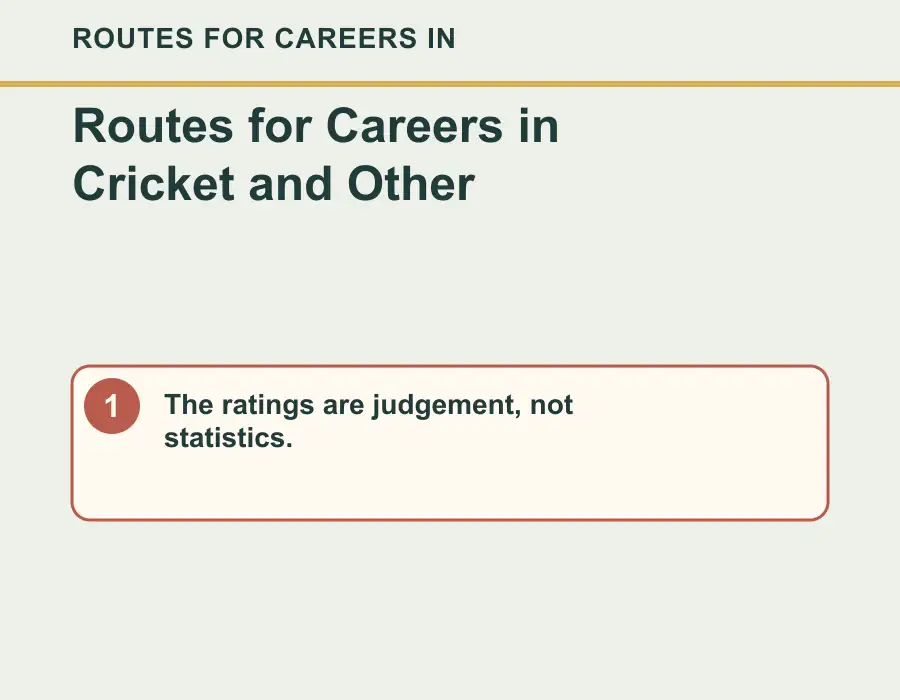 ROUTES FOR CAREERS IN
Routes for Careers in
Cricket and Other
1
The ratings are judgement, not
statistics.